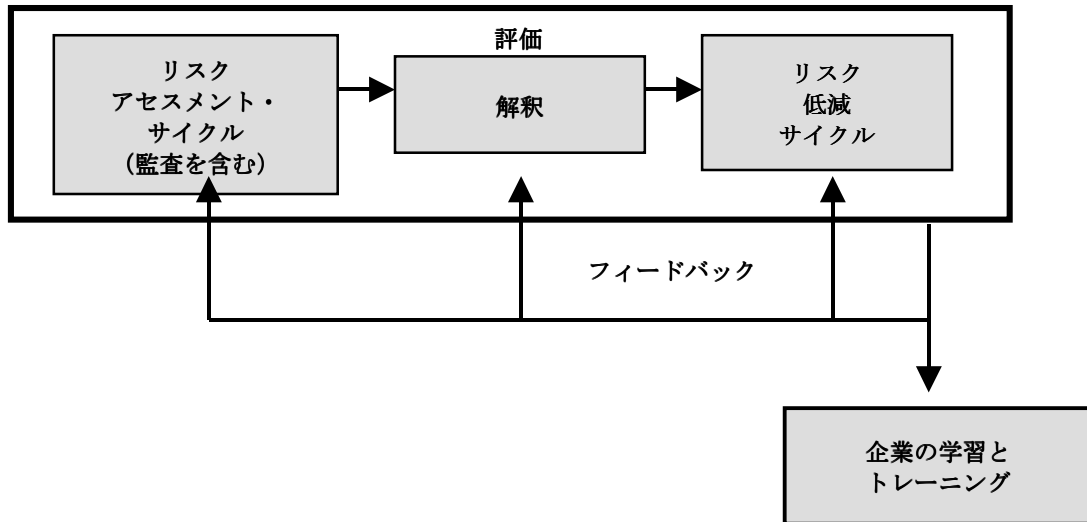 評価
リスク
アセスメント・
サイクル
(監査を含む)
解釈
リスク
低減
サイクル
フィードバック
企業の学習と
トレーニング